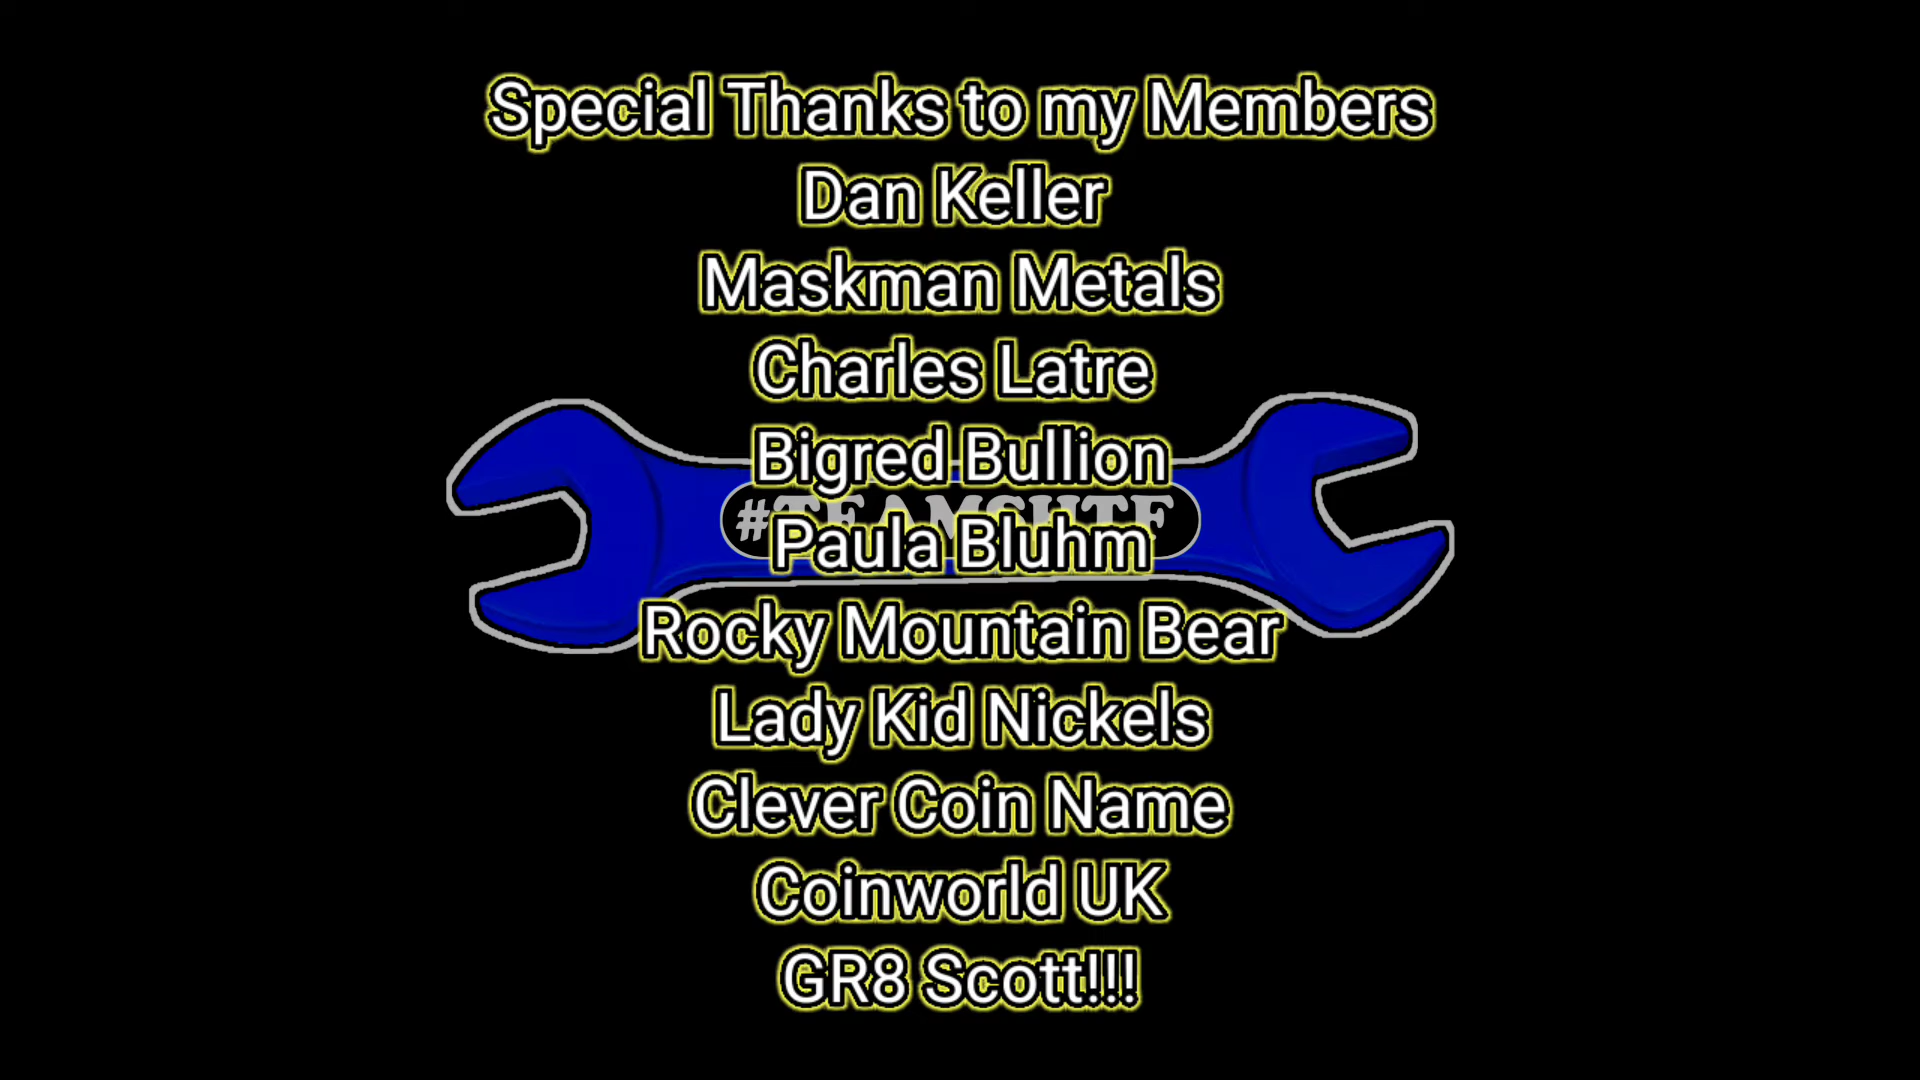 Special Thanks to my Members
Dan Keller
Maskman Metals
Charles Latre
Bigred Bullion
#TEAMSHTF
Paula Bluhm
Rocky Mountain Bear
Lady Kid Nickels
Clever Coin Name
Coinworld UK
GR8 Scott!!!